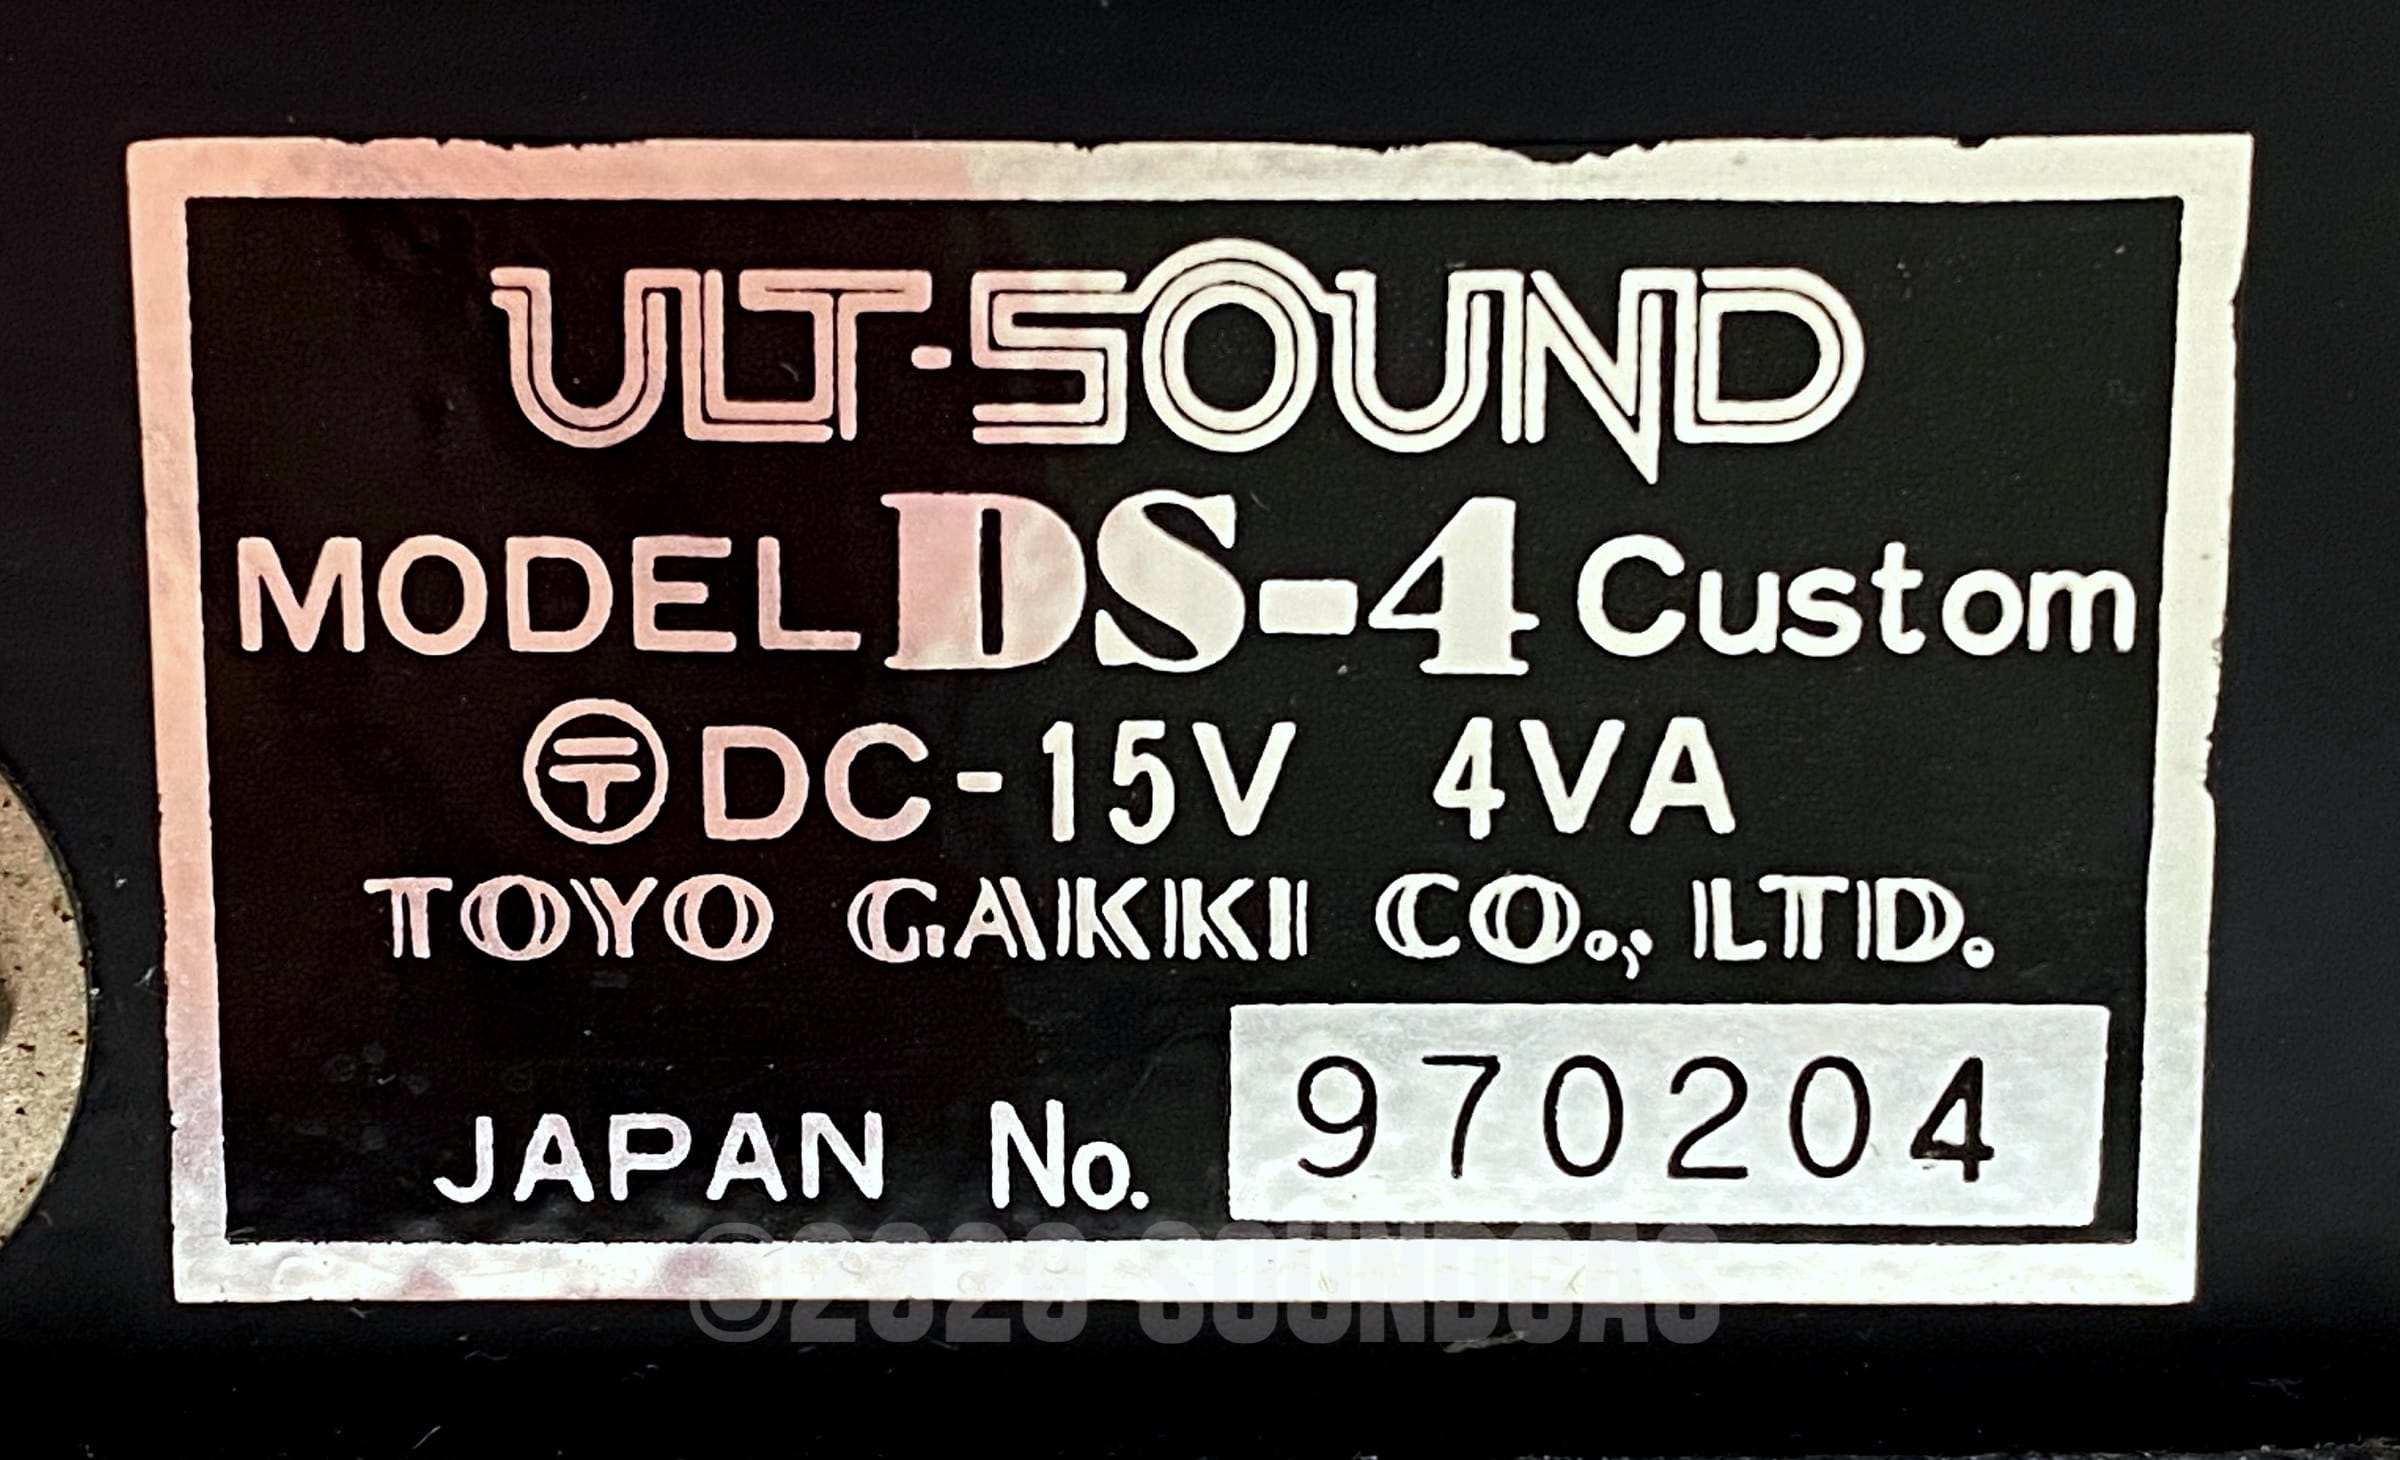 ULT-SOUND
MODEL DS-4 Custom
〶 DC-15V 4VA
TOYO GAKKI CO., LTD.
JAPAN No. 970204
©2023 SOUNDGAS